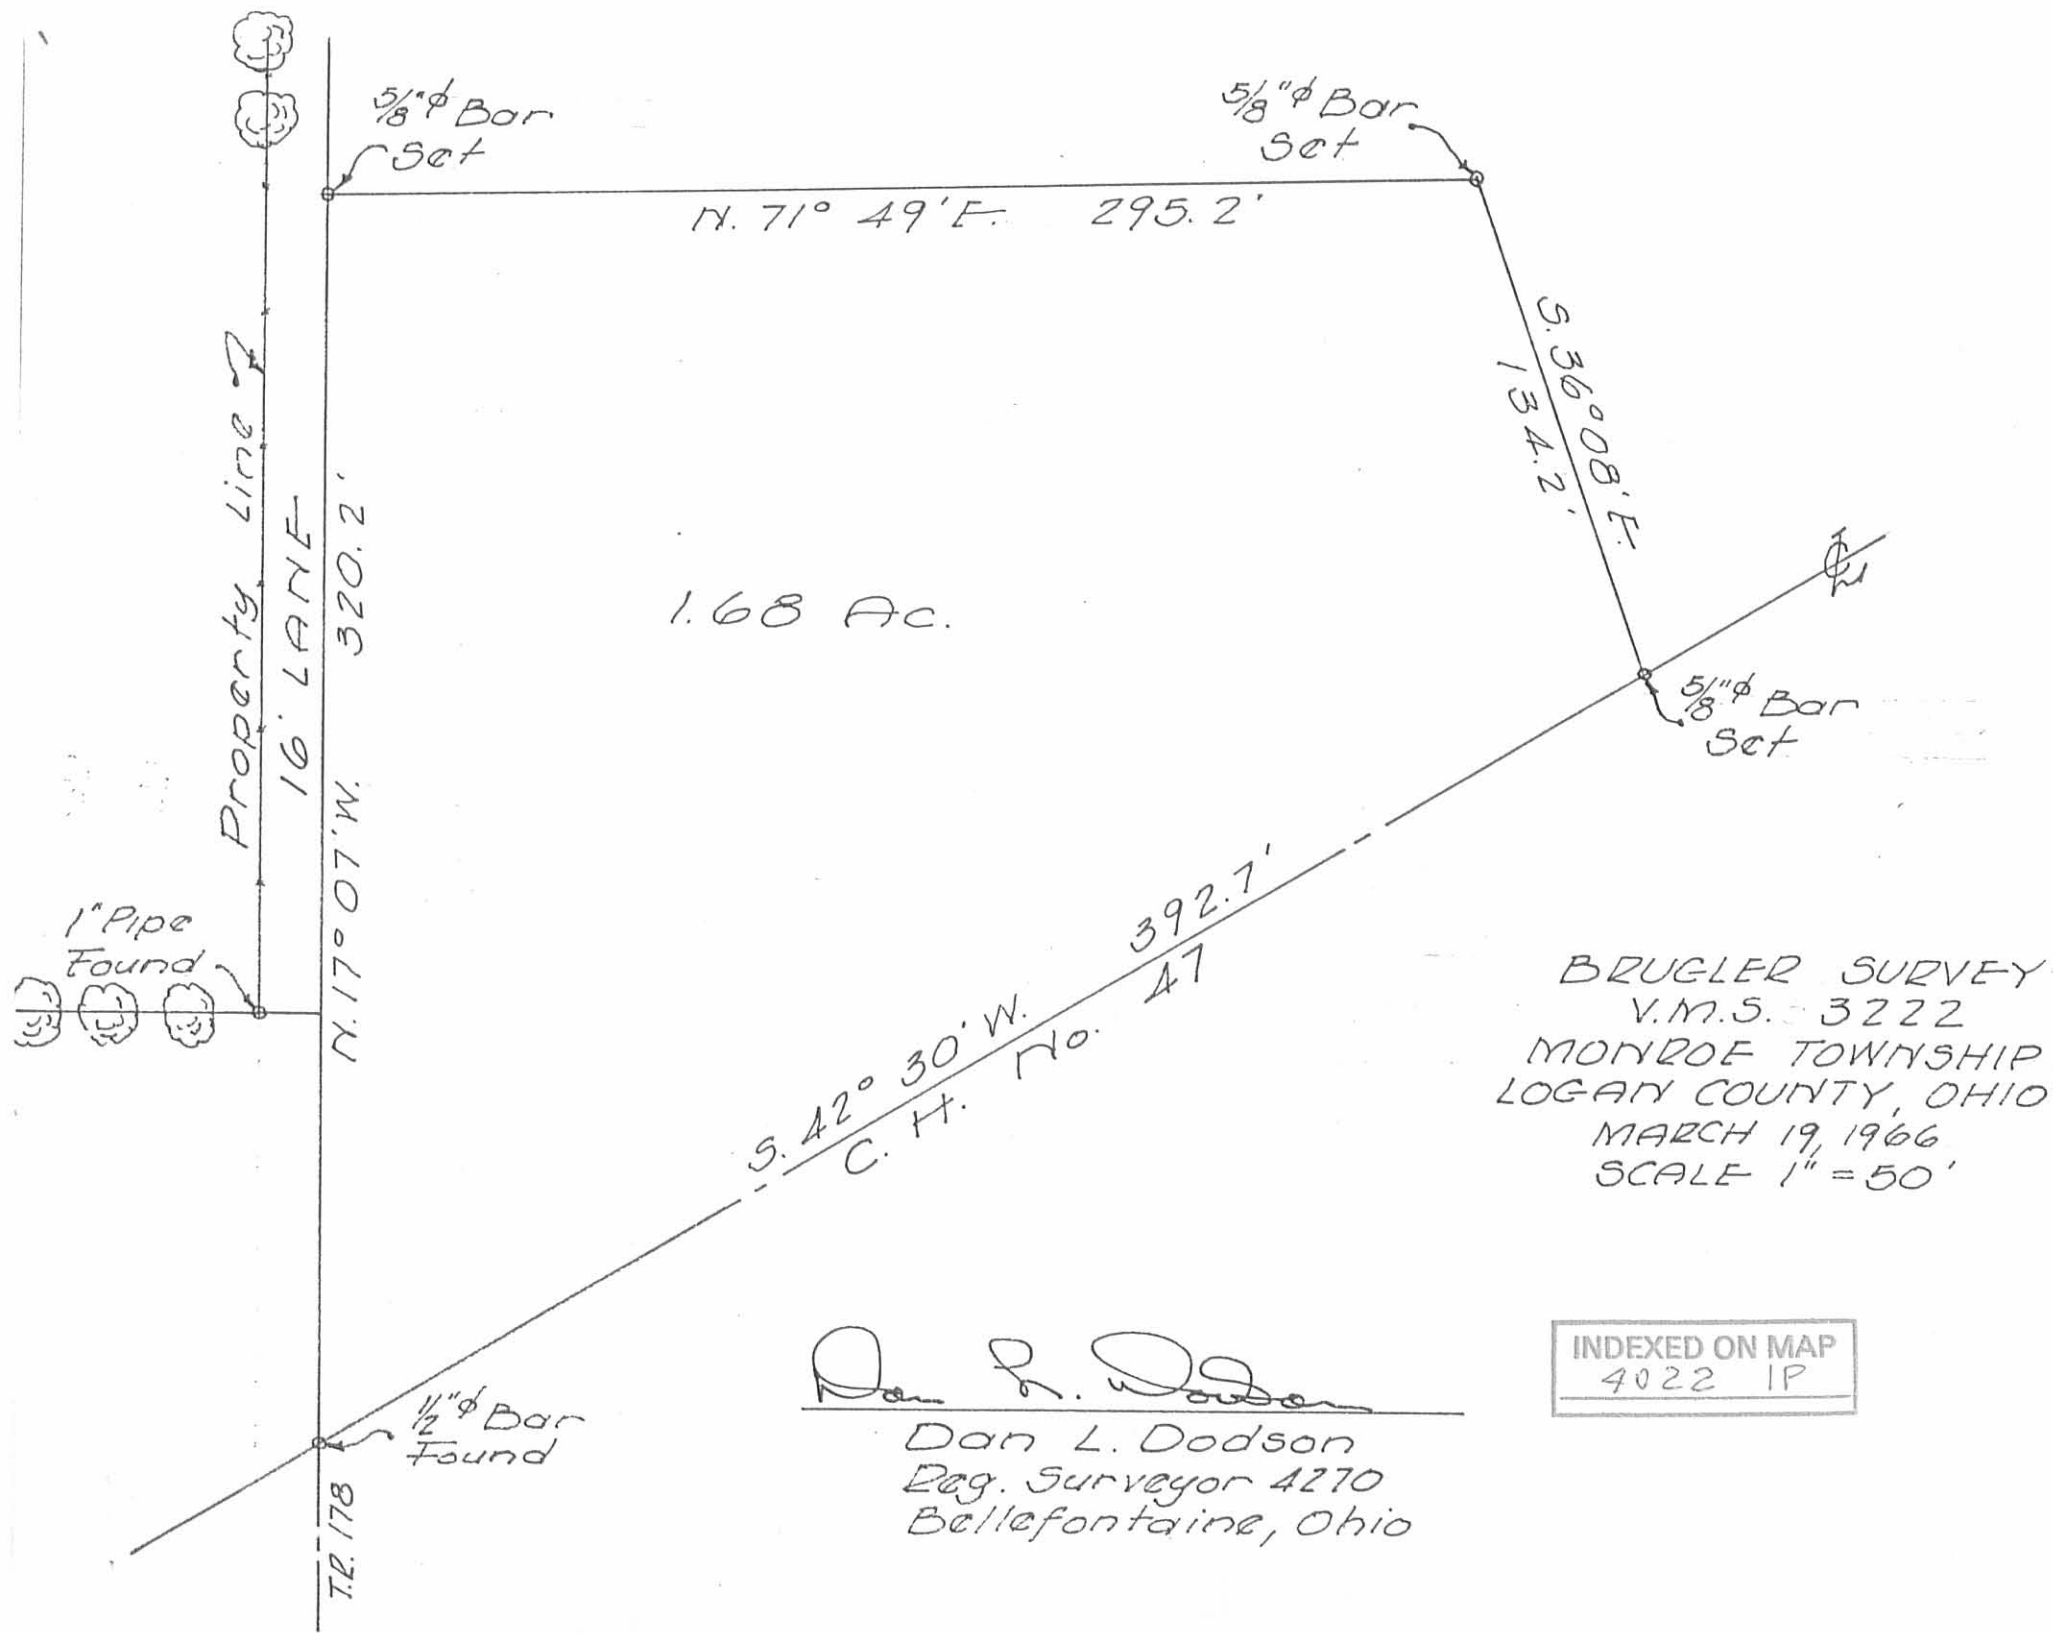 5/8"ϕ Bar
Set
5/8"ϕ Bar
Set
N. 71° 49' E. 295.2'
S. 36° 08' E.
134.2'
Property Line
16' LANE
N. 17° 07' W. 320.2'
1.68 Ac.
℄
5/8"ϕ Bar
Set
1" Pipe
Found
S. 42° 30' W. 392.7'
C. H. No. 47
BRUGLER SURVEY
V.M.S. 3222
MONROE TOWNSHIP
LOGAN COUNTY, OHIO
MARCH 19, 1966
SCALE 1" = 50'
1/2"ϕ Bar
Found
T.R. 178
Dan L. Dodson
Dan L. Dodson
Reg. Surveyor 4270
Bellefontaine, Ohio
INDEXED ON MAP
4022 IP